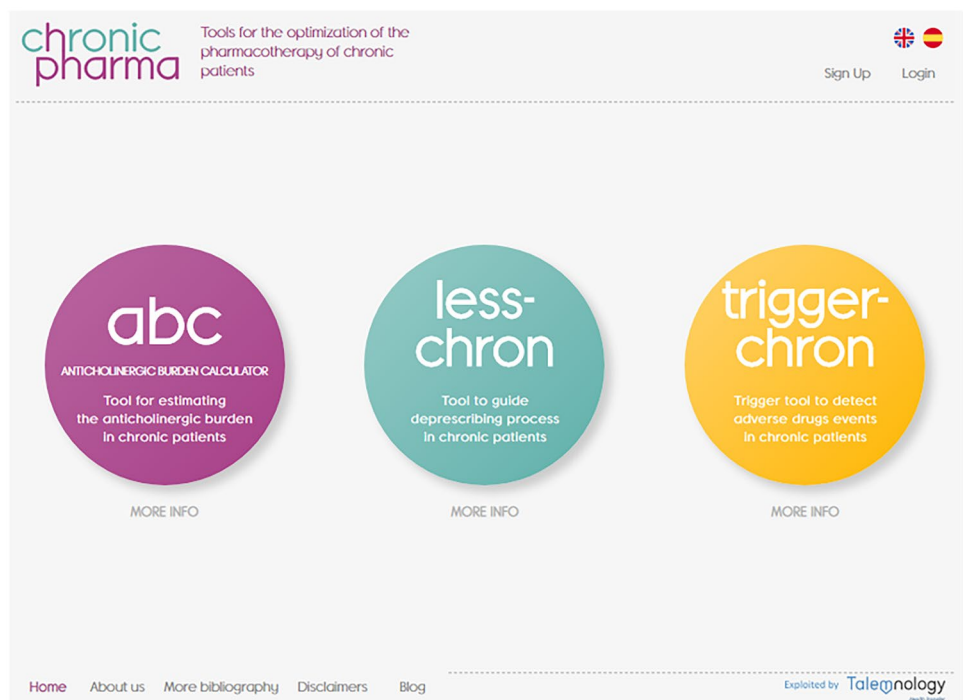 chronic
pharma
Tools for the optimization of the
pharmacotherapy of chronic
patients
Sign Up Login
abc
ANTICHOLINERGIC BURDEN CALCULATOR
Tool for estimating
the anticholinergic burden
in chronic patients
MORE INFO
less-
chron
Tool to guide
deprescribing process
in chronic patients
MORE INFO
trigger-
chron
Trigger tool to detect
adverse drugs events
in chronic patients
MORE INFO
Home About us More bibliography Disclaimers Blog
Exploited by Talemnology